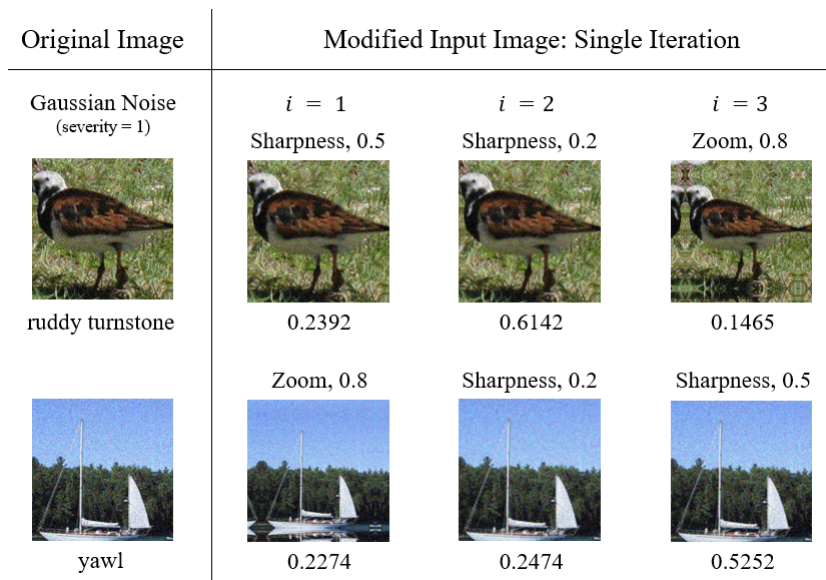 Original Image
Modified Input Image: Single Iteration
Gaussian Noise
(severity = 1)
i = 1
i = 2
i = 3
Sharpness, 0.5
Sharpness, 0.2
Zoom, 0.8
ruddy turnstone
0.2392
0.6142
0.1465
Zoom, 0.8
Sharpness, 0.2
Sharpness, 0.5
yawl
0.2274
0.2474
0.5252